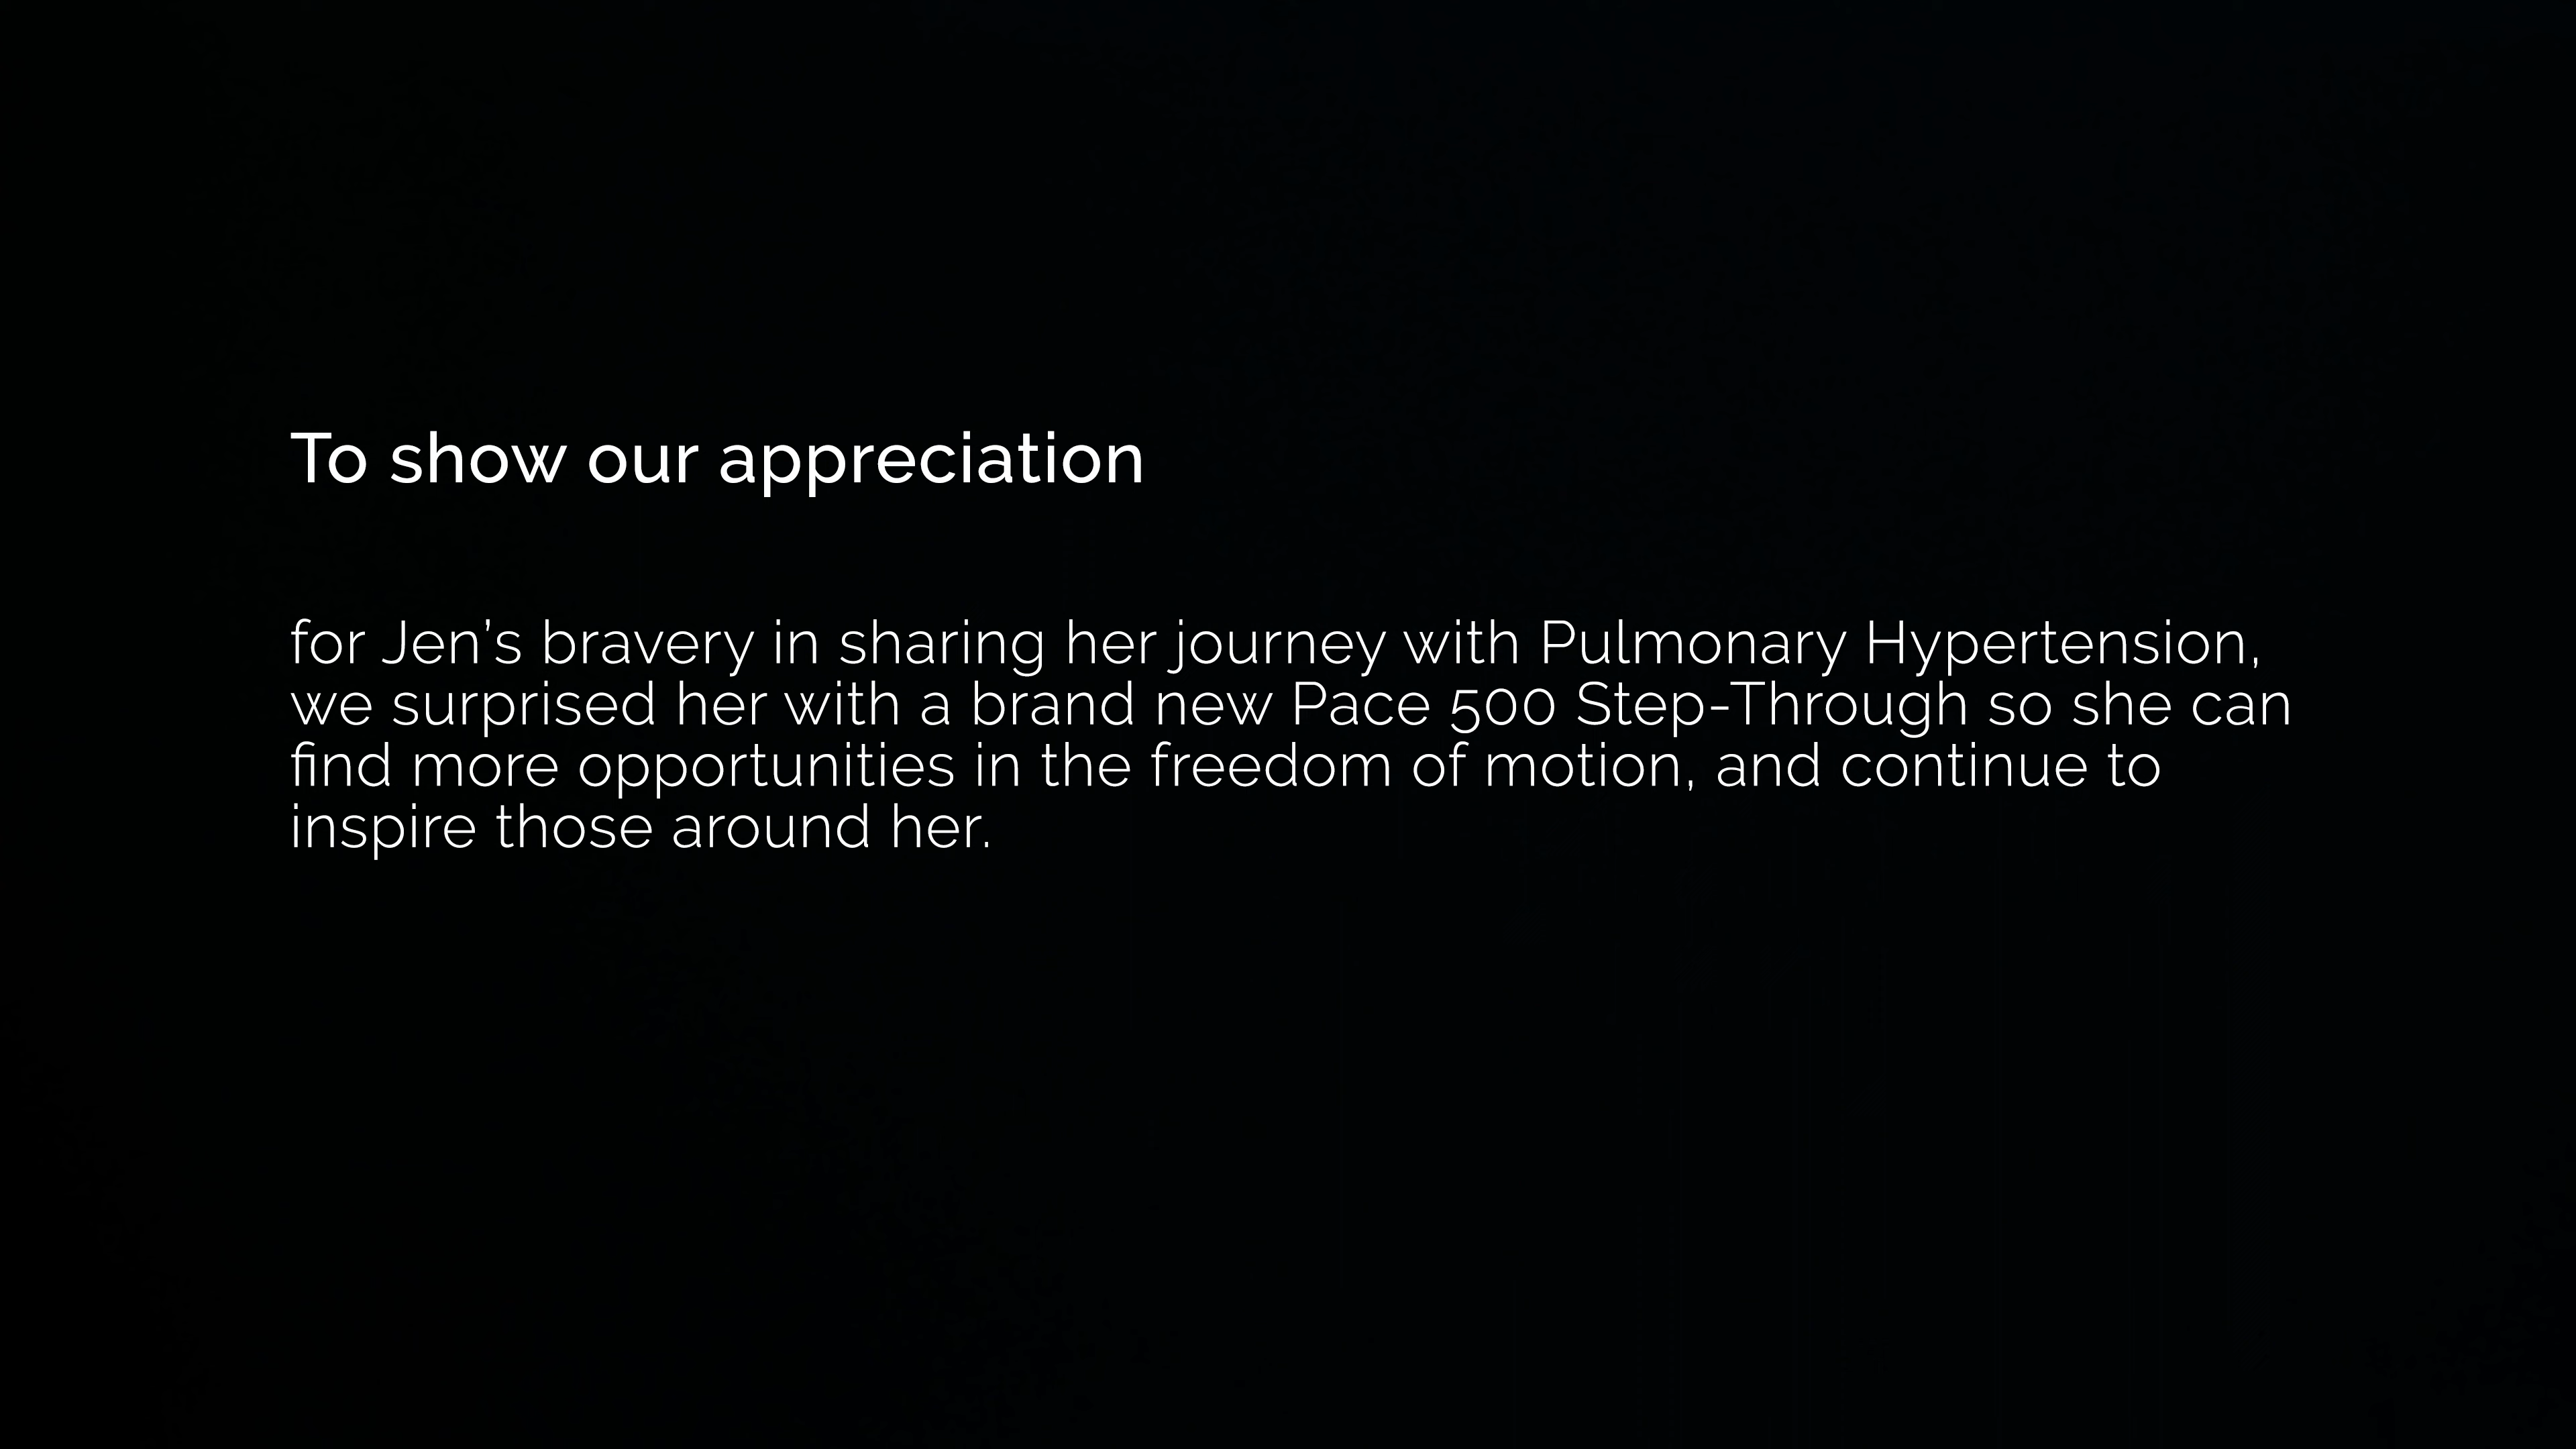 To show our appreciation
for Jen’s bravery in sharing her journey with Pulmonary Hypertension,
we surprised her with a brand new Pace 500 Step-Through so she can
find more opportunities in the freedom of motion, and continue to
inspire those around her.